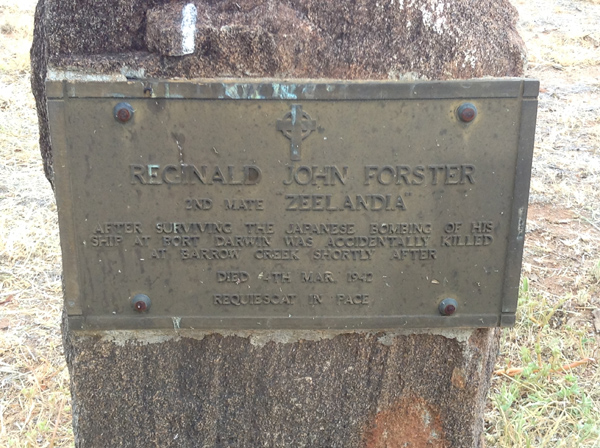 REGINALD JOHN FORSTER
2ND MATE "ZEELANDIA"
AFTER SURVIVING THE JAPANESE BOMBING OF HIS
SHIP AT PORT DARWIN WAS ACCIDENTALLY KILLED
AT BARROW CREEK SHORTLY AFTER
DIED 4TH MAR. 1942
REQUIESCAT IN PACE